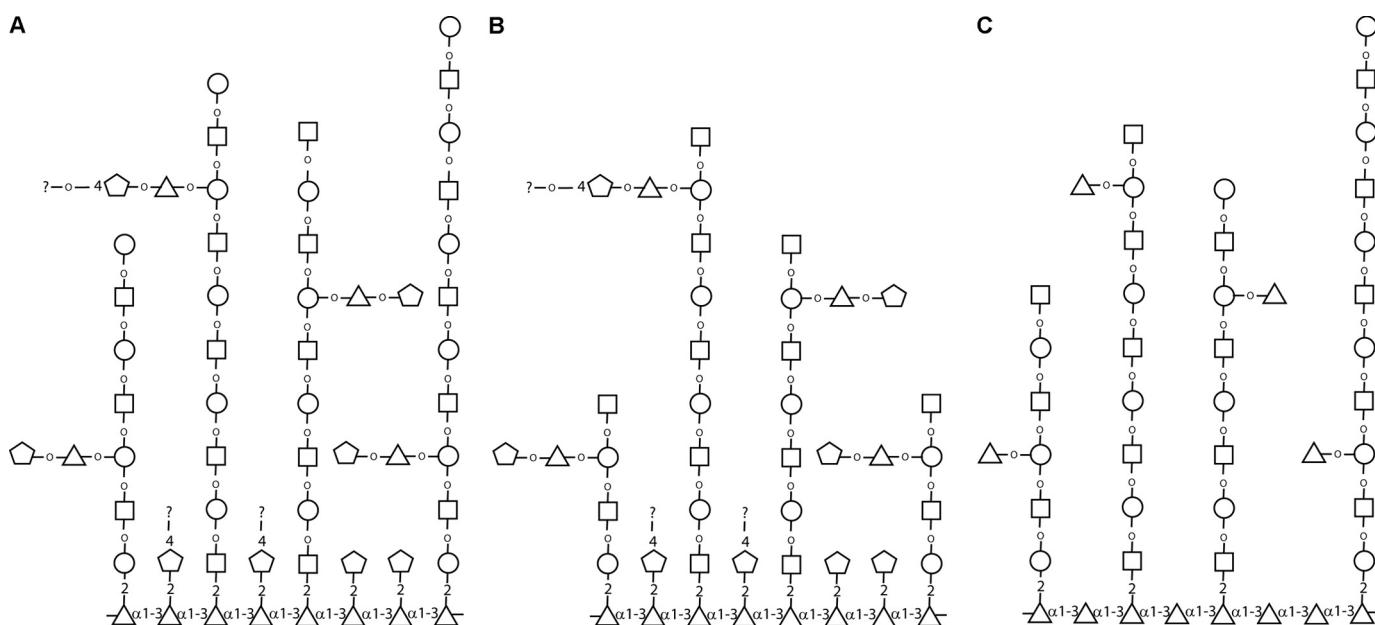 A B C
o o
o o o
o o o o o o
? o 4 o o ? o 4 o o o
o o o o o o o
o o o o o o o o o
o o o o o
o o o o o o o o o o
o o o o o o o o o o
o o o o o o o o o o o o
o o o o o o o o o o
o o o o o o o o o o o o
? ? ? ?
o 4 o 4 o o o 4 o 4 o o o o o o
2 2 2 2 2 2 2 2 2 2 2 2 2 2 2 2 2 2 2 2
α1-3 α1-3 α1-3 α1-3 α1-3 α1-3 α1-3 α1-3 α1-3 α1-3 α1-3 α1-3 α1-3 α1-3 α1-3 α1-3 α1-3 α1-3 α1-3 α1-3 α1-3